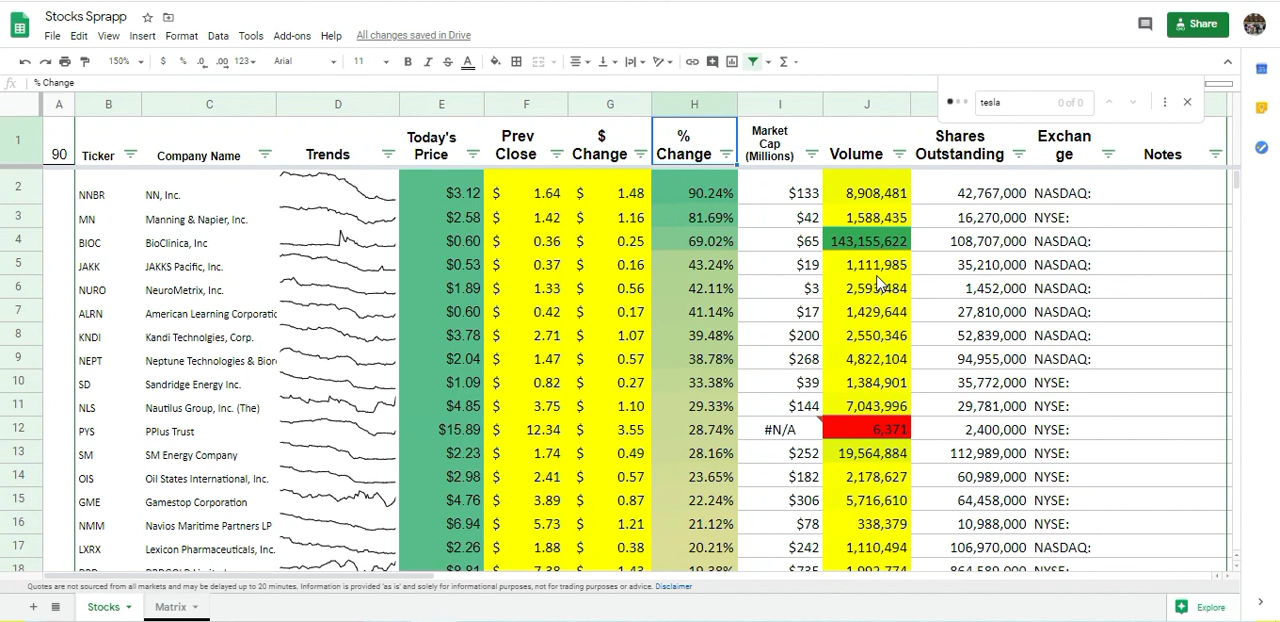 Stocks Sprapp
File Edit View Insert Format Data Tools Add-ons Help All changes saved in Drive
Share
150% $ % .0 .00 123 Arial 11 B I S A Σ
fx % Change
tesla 0 of 0
A B C D E F G H I J
1 90 Ticker Company Name Trends Today's Price Prev Close $ Change % Change Market Cap (Millions) Volume Shares Outstanding Exchan ge Notes
2 NNBR NN, Inc. $3.12 $ 1.64 $ 1.48 90.24% $133 8,908,481 42,767,000 NASDAQ:
3 MN Manning & Napier, Inc. $2.58 $ 1.42 $ 1.16 81.69% $42 1,588,435 16,270,000 NYSE:
4 BIOC BioClinica, Inc $0.60 $ 0.36 $ 0.25 69.02% $65 143,155,622 108,707,000 NASDAQ:
5 JAKK JAKKS Pacific, Inc. $0.53 $ 0.37 $ 0.16 43.24% $19 1,111,985 35,210,000 NASDAQ:
6 NURO NeuroMetrix, Inc. $1.89 $ 1.33 $ 0.56 42.11% $3 2,593,484 1,452,000 NASDAQ:
7 ALRN American Learning Corporatic $0.60 $ 0.42 $ 0.17 41.14% $17 1,429,644 27,810,000 NASDAQ:
8 KNDI Kandi Technolgies, Corp. $3.78 $ 2.71 $ 1.07 39.48% $200 2,550,346 52,839,000 NASDAQ:
9 NEPT Neptune Technologies & Bior $2.04 $ 1.47 $ 0.57 38.78% $268 4,822,104 94,955,000 NASDAQ:
10 SD Sandridge Energy Inc. $1.09 $ 0.82 $ 0.27 33.38% $39 1,384,901 35,772,000 NYSE:
11 NLS Nautilus Group, Inc. (The) $4.85 $ 3.75 $ 1.10 29.33% $144 7,043,996 29,781,000 NYSE:
12 PYS PPlus Trust $15.89 $ 12.34 $ 3.55 28.74% #N/A 6,371 2,400,000 NYSE:
13 SM SM Energy Company $2.23 $ 1.74 $ 0.49 28.16% $252 19,564,884 112,989,000 NYSE:
14 OIS Oil States International, Inc. $2.98 $ 2.41 $ 0.57 23.65% $182 2,178,627 60,989,000 NYSE:
15 GME Gamestop Corporation $4.76 $ 3.89 $ 0.87 22.24% $306 5,716,610 64,458,000 NYSE:
16 NMM Navios Maritime Partners LP $6.94 $ 5.73 $ 1.21 21.12% $78 338,379 10,988,000 NYSE:
17 LXRX Lexicon Pharmaceuticals, Inc. $2.26 $ 1.88 $ 0.38 20.21% $242 1,110,494 106,970,000 NASDAQ:
18
Quotes are not sourced from all markets and may be delayed up to 20 minutes. Information is provided 'as is' and solely for informational purposes, not for trading purposes or advice. Disclaimer
+ Stocks Matrix Explore